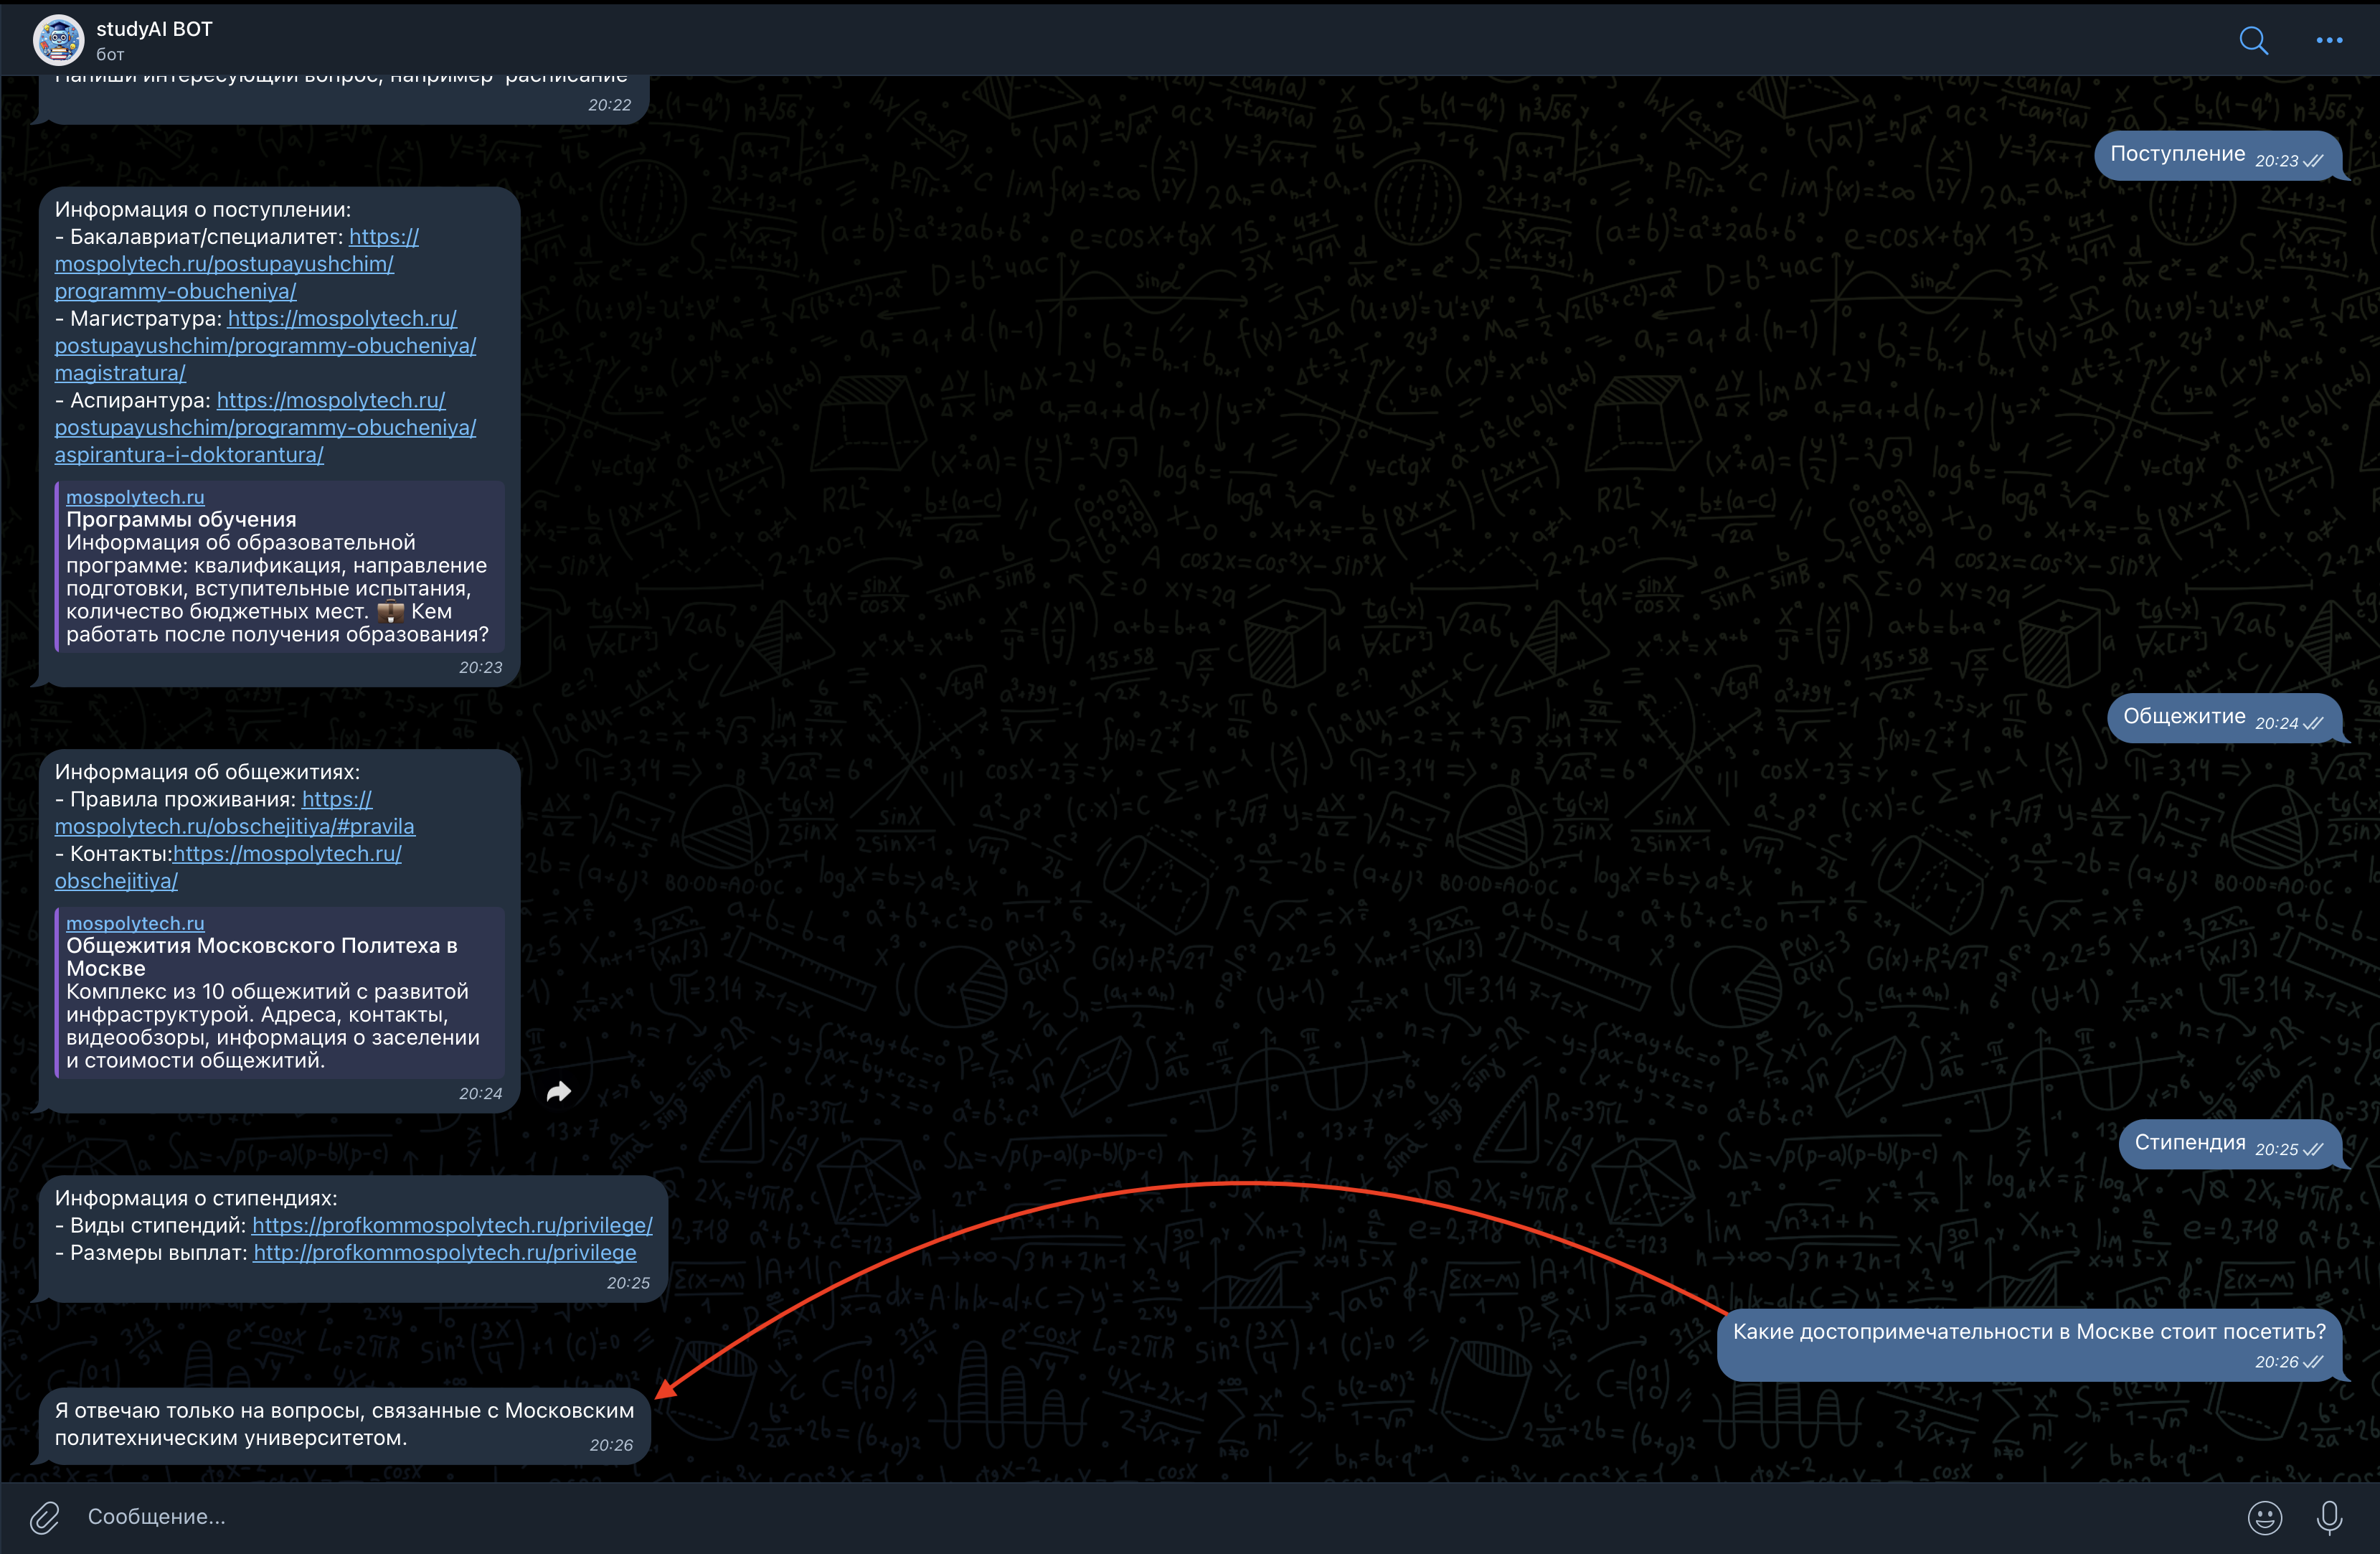 studyAI BOT
бот
Напиши интересующий вопрос, например "расписание"
20:22
Поступление 20:23
Информация о поступлении:
- Бакалавриат/специалитет: https://
mospolytech.ru/postupayushchim/
programmy-obucheniya/
- Магистратура: https://mospolytech.ru/
postupayushchim/programmy-obucheniya/
magistratura/
- Аспирантура: https://mospolytech.ru/
postupayushchim/programmy-obucheniya/
aspirantura-i-doktorantura/
mospolytech.ru
Программы обучения
Информация об образовательной
программе: квалификация, направление
подготовки, вступительные испытания,
количество бюджетных мест. 💼 Кем
работать после получения образования?
20:23
Общежитие 20:24
Информация об общежитиях:
- Правила проживания: https://
mospolytech.ru/obschejitiya/#pravila
- Контакты:https://mospolytech.ru/
obschejitiya/
mospolytech.ru
Общежития Московского Политеха в
Москве
Комплекс из 10 общежитий с развитой
инфраструктурой. Адреса, контакты,
видеообзоры, информация о заселении
и стоимости общежитий.
20:24
Стипендия 20:25
Информация о стипендиях:
- Виды стипендий: https://profkommospolytech.ru/privilege/
- Размеры выплат: http://profkommospolytech.ru/privilege
20:25
Какие достопримечательности в Москве стоит посетить?
20:26
Я отвечаю только на вопросы, связанные с Московским
политехническим университетом.
20:26
Сообщение...